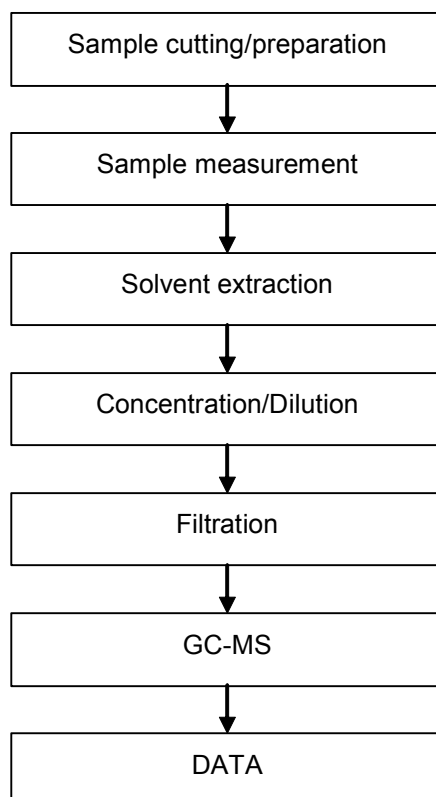 Sample cutting/preparation
Sample measurement
Solvent extraction
Concentration/Dilution
Filtration
GC-MS
DATA